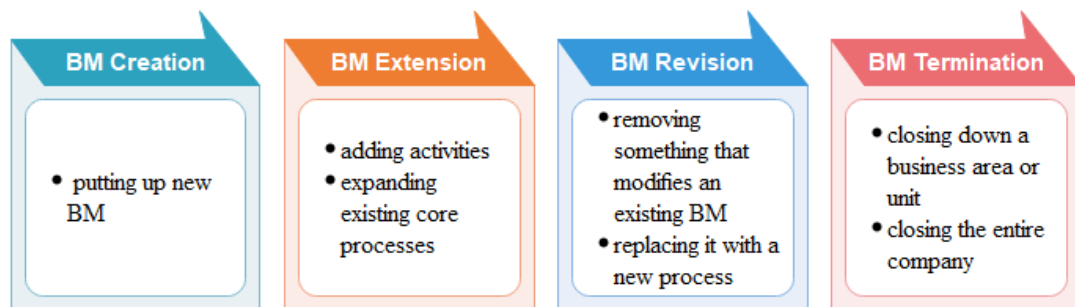 BM Creation
• putting up new
BM
BM Extension
• adding activities
• expanding
existing core
processes
BM Revision
• removing
something that
modifies an
existing BM
• replacing it with a
new process
BM Termination
• closing down a
business area or
unit
• closing the entire
company